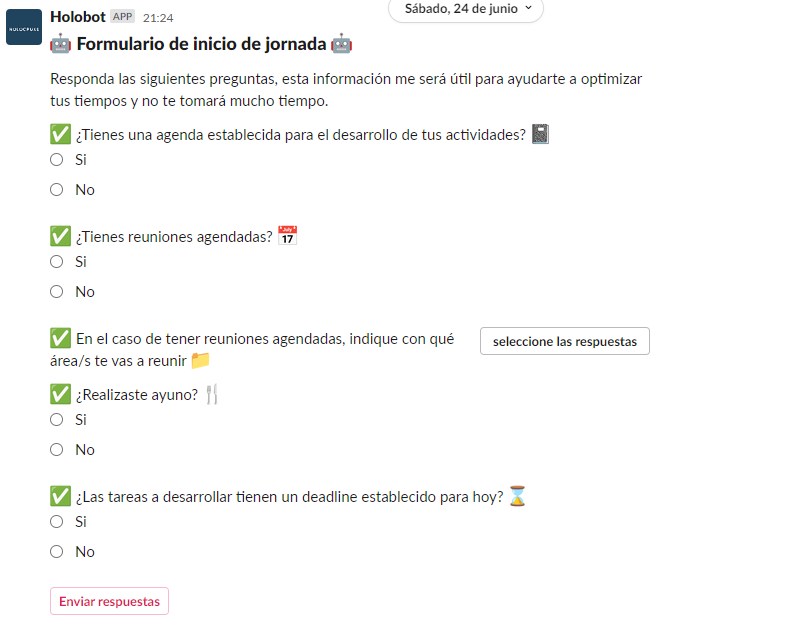 Sábado, 24 de junio
HOLOCRUXE
Holobot APP 21:24
Formulario de inicio de jornada
Responda las siguientes preguntas, esta información me será útil para ayudarte a optimizar
tus tiempos y no te tomará mucho tiempo.
¿Tienes una agenda establecida para el desarrollo de tus actividades?
Si
No
¿Tienes reuniones agendadas?
July
17
Si
No
En el caso de tener reuniones agendadas, indique con qué
área/s te vas a reunir
seleccione las respuestas
¿Realizaste ayuno?
Si
No
¿Las tareas a desarrollar tienen un deadline establecido para hoy?
Si
No
Enviar respuestas